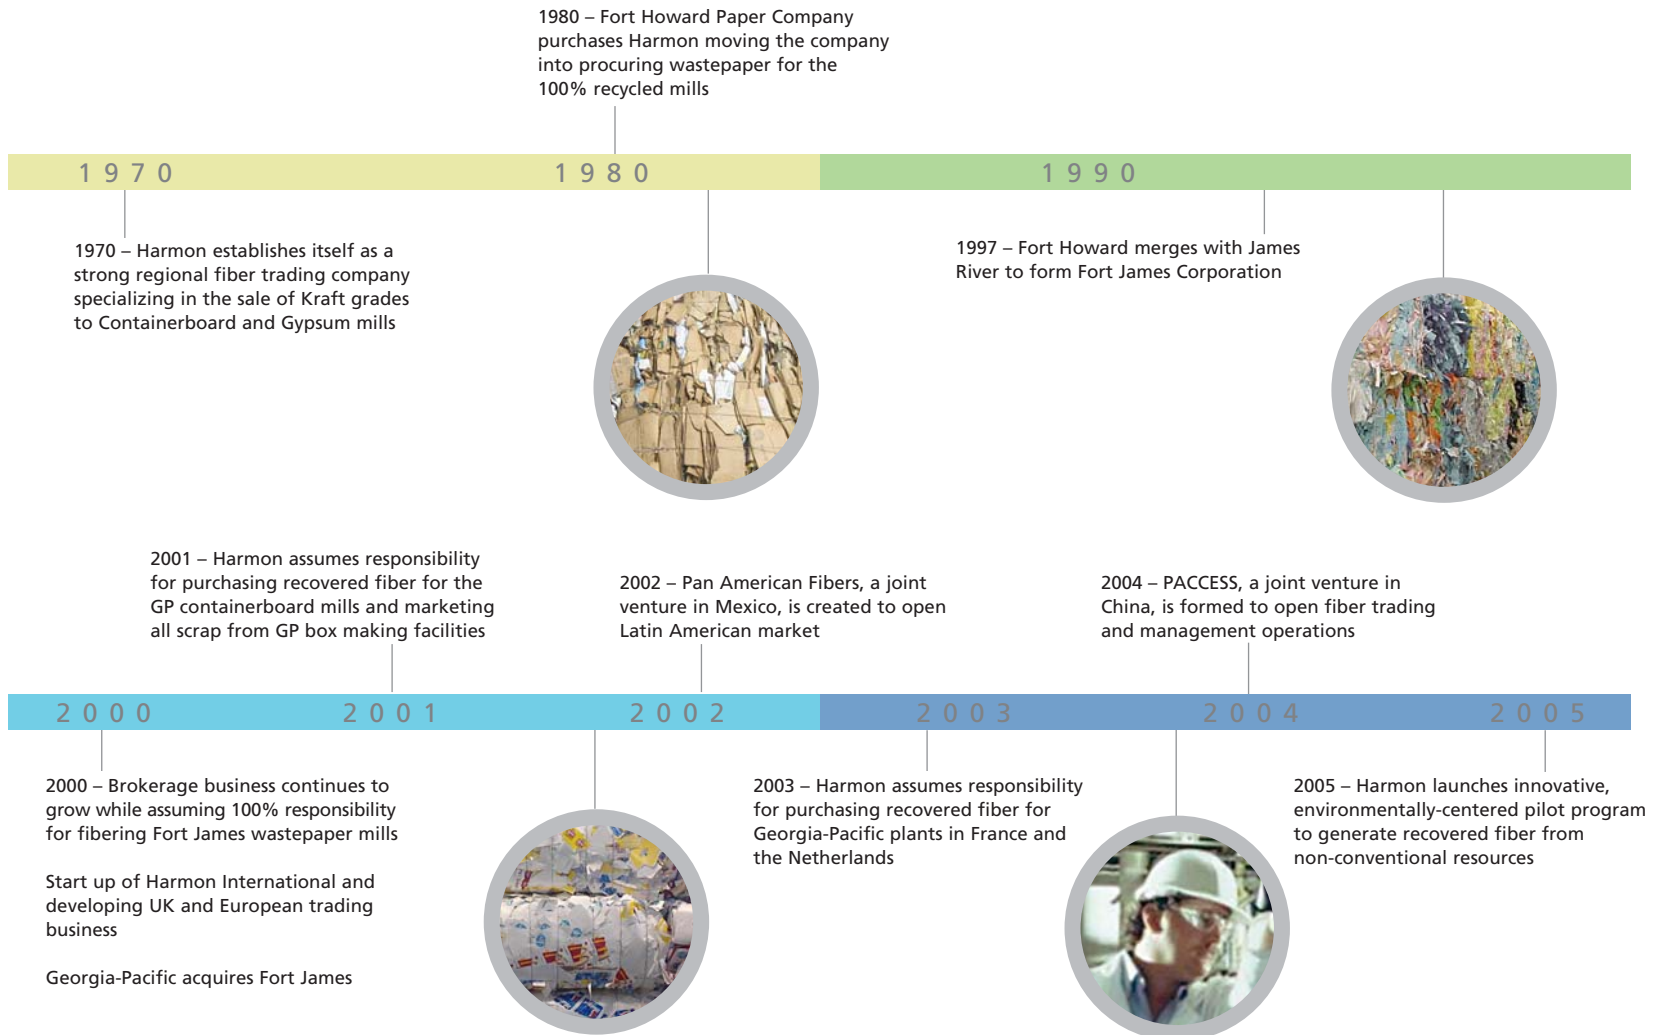 1980 – Fort Howard Paper Company
purchases Harmon moving the company
into procuring wastepaper for the
100% recycled mills
1970
1980
1990
1970 – Harmon establishes itself as a
strong regional fiber trading company
specializing in the sale of Kraft grades
to Containerboard and Gypsum mills
1997 – Fort Howard merges with James
River to form Fort James Corporation
2001 – Harmon assumes responsibility
for purchasing recovered fiber for the
GP containerboard mills and marketing
all scrap from GP box making facilities
2002 – Pan American Fibers, a joint
venture in Mexico, is created to open
Latin American market
2004 – PACCESS, a joint venture in
China, is formed to open fiber trading
and management operations
2000
2001
2002
2003
2004
2005
2000 – Brokerage business continues to
grow while assuming 100% responsibility
for fibering Fort James wastepaper mills
Start up of Harmon International and
developing UK and European trading
business
Georgia-Pacific acquires Fort James
2003 – Harmon assumes responsibility
for purchasing recovered fiber for
Georgia-Pacific plants in France and
the Netherlands
2005 – Harmon launches innovative,
environmentally-centered pilot program
to generate recovered fiber from
non-conventional resources